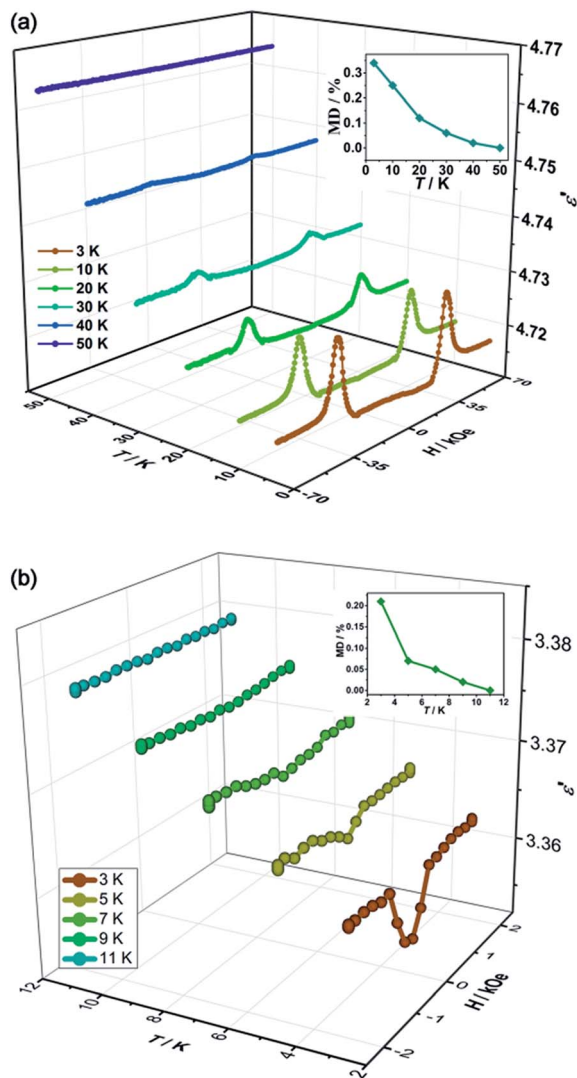 (a)
4.77
4.76
4.75
4.74
4.73
4.72
ε'
MD / %
0.3
0.2
0.1
0.0
0 10 20 30 40 50
T / K
3 K
10 K
20 K
30 K
40 K
50 K
50 40 30 20 10 0
T / K
-70 -35 0 35 70
H / kOe
(b)
3.38
3.37
3.36
ε'
MD / %
0.20
0.15
0.10
0.05
0.00
2 4 6 8 10 12
T / K
3 K
5 K
7 K
9 K
11 K
12 10 8 6 4 2
T / K
-2 -1 0 1 2
H / kOe